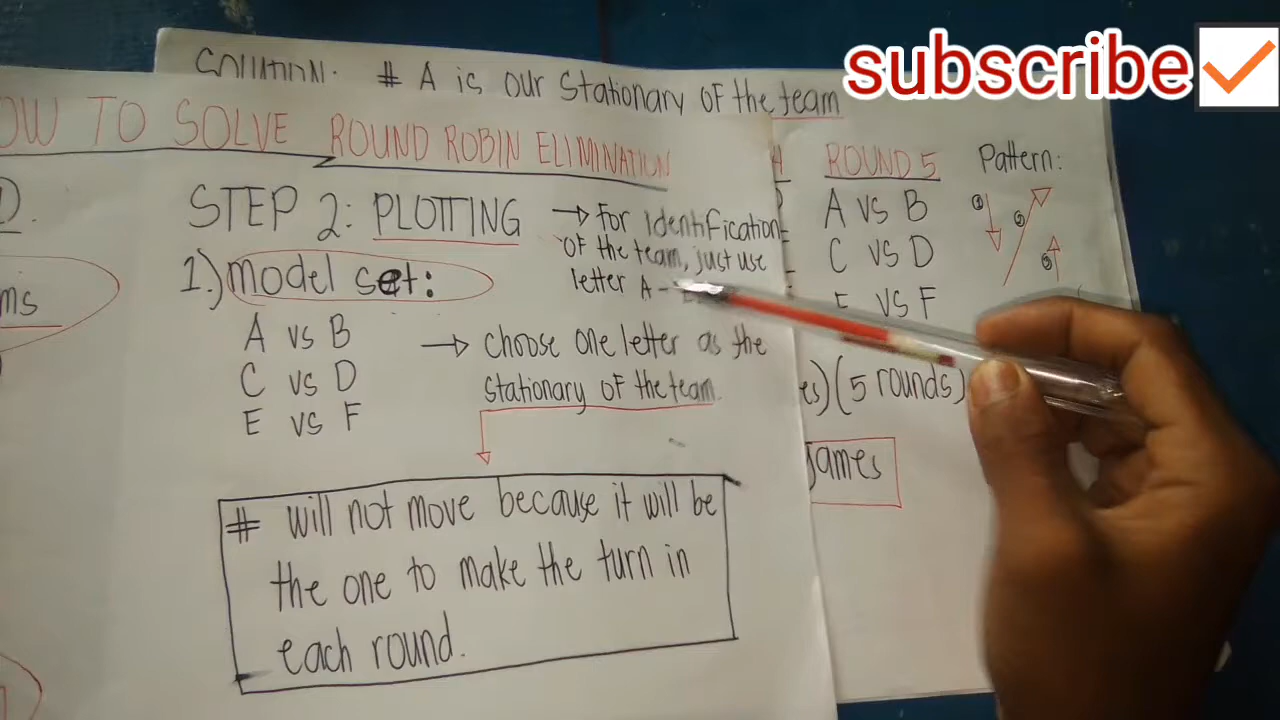 subscribe
SOLUTION: # A is our Stationary OF the team
OW TO SOLVE ROUND ROBIN ELIMINATION
D.
ms
STEP 2: PLOTTING → For Identification
OF the team, just use
letter A -
1.) model set:
A vs B
C vs D
E vs F
→ choose one letter as the
Stationary OF the team.
# will not move because it will be
the one to make the turn in
each round.
ROUND 5
A vs B
C vs D
E vs F
Pattern:
es) (5 rounds)
games